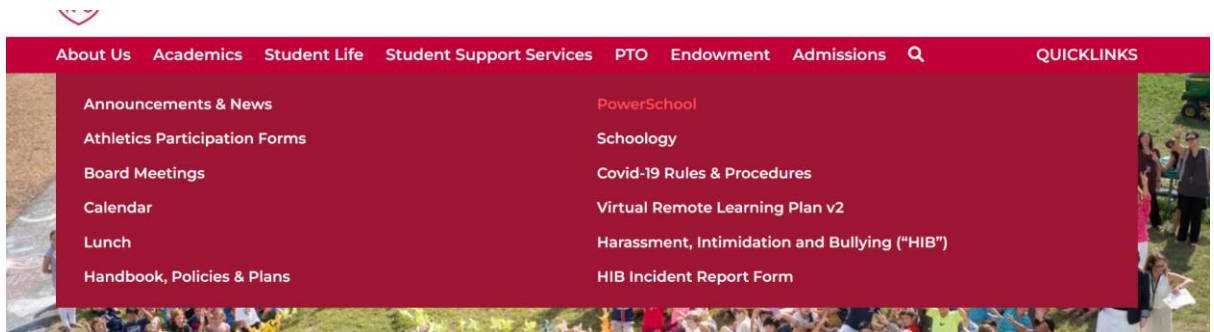 About Us Academics Student Life Student Support Services PTO Endowment Admissions QUICKLINKS
Announcements & News
Athletics Participation Forms
Board Meetings
Calendar
Lunch
Handbook, Policies & Plans
PowerSchool
Schoology
Covid-19 Rules & Procedures
Virtual Remote Learning Plan v2
Harassment, Intimidation and Bullying (“HIB”)
HIB Incident Report Form